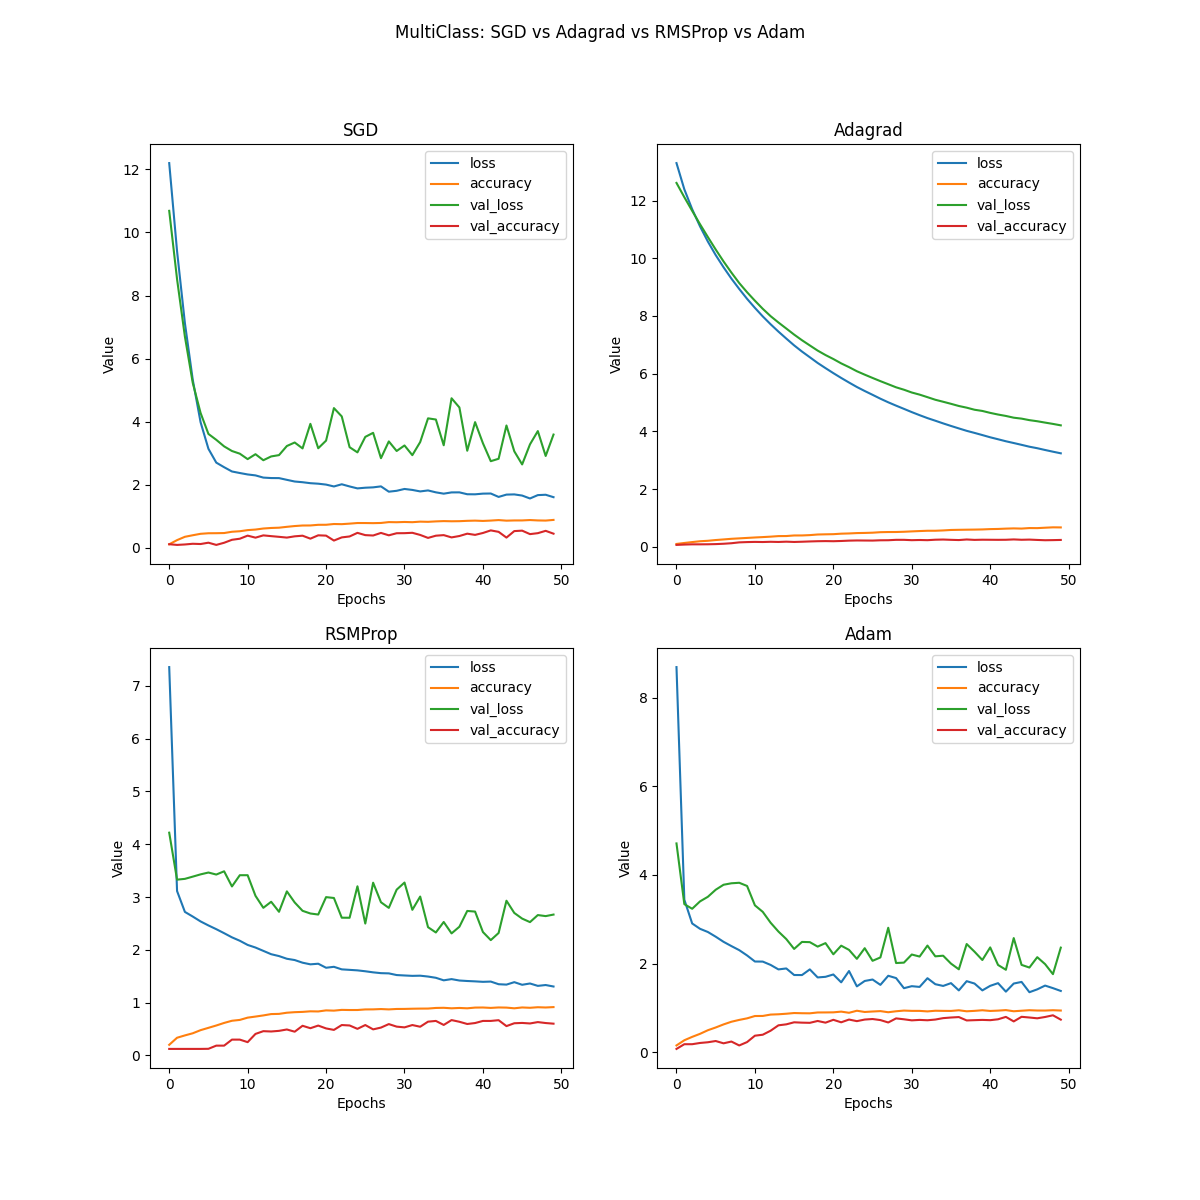 MultiClass: SGD vs Adagrad vs RMSProp vs Adam
SGD
loss
accuracy
val_loss
val_accuracy
12
10
8
6
4
2
0
Value
0 10 20 30 40 50
Epochs
Adagrad
loss
accuracy
val_loss
val_accuracy
12
10
8
6
4
2
0
Value
0 10 20 30 40 50
Epochs
RSMProp
loss
accuracy
val_loss
val_accuracy
7
6
5
4
3
2
1
0
Value
0 10 20 30 40 50
Epochs
Adam
loss
accuracy
val_loss
val_accuracy
8
6
4
2
0
Value
0 10 20 30 40 50
Epochs